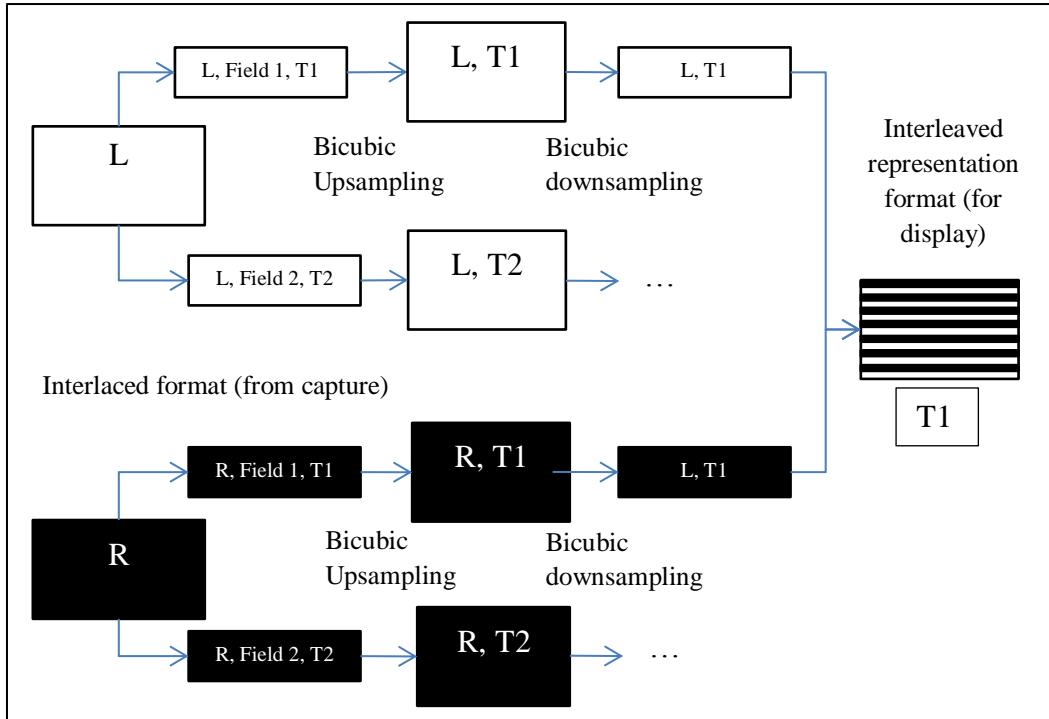 L, Field 1, T1
L, T1
L, T1
L
Bicubic
Upsampling
Bicubic
downsampling
Interleaved
representation
format (for
display)
L, Field 2, T2
L, T2
…
Interlaced format (from capture)
T1
R, Field 1, T1
R, T1
L, T1
R
Bicubic
Upsampling
Bicubic
downsampling
R, Field 2, T2
R, T2
…